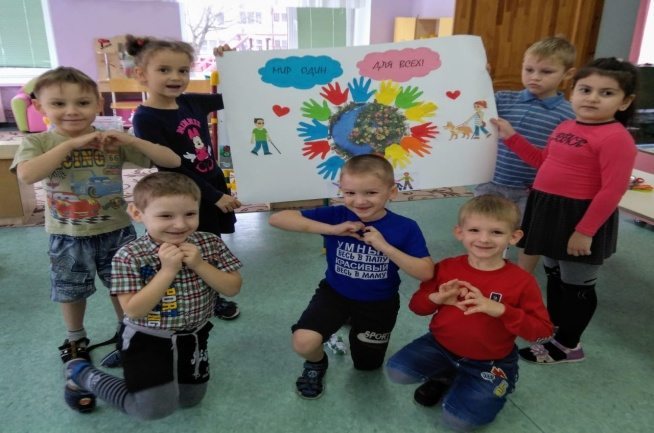 МИР ОДИН
ДЛЯ ВСЕХ!
УМНЫЙ
ВЕСЬ В ПАПУ
КРАСИВЫЙ
ВЕСЬ В МАМУ
SPORT